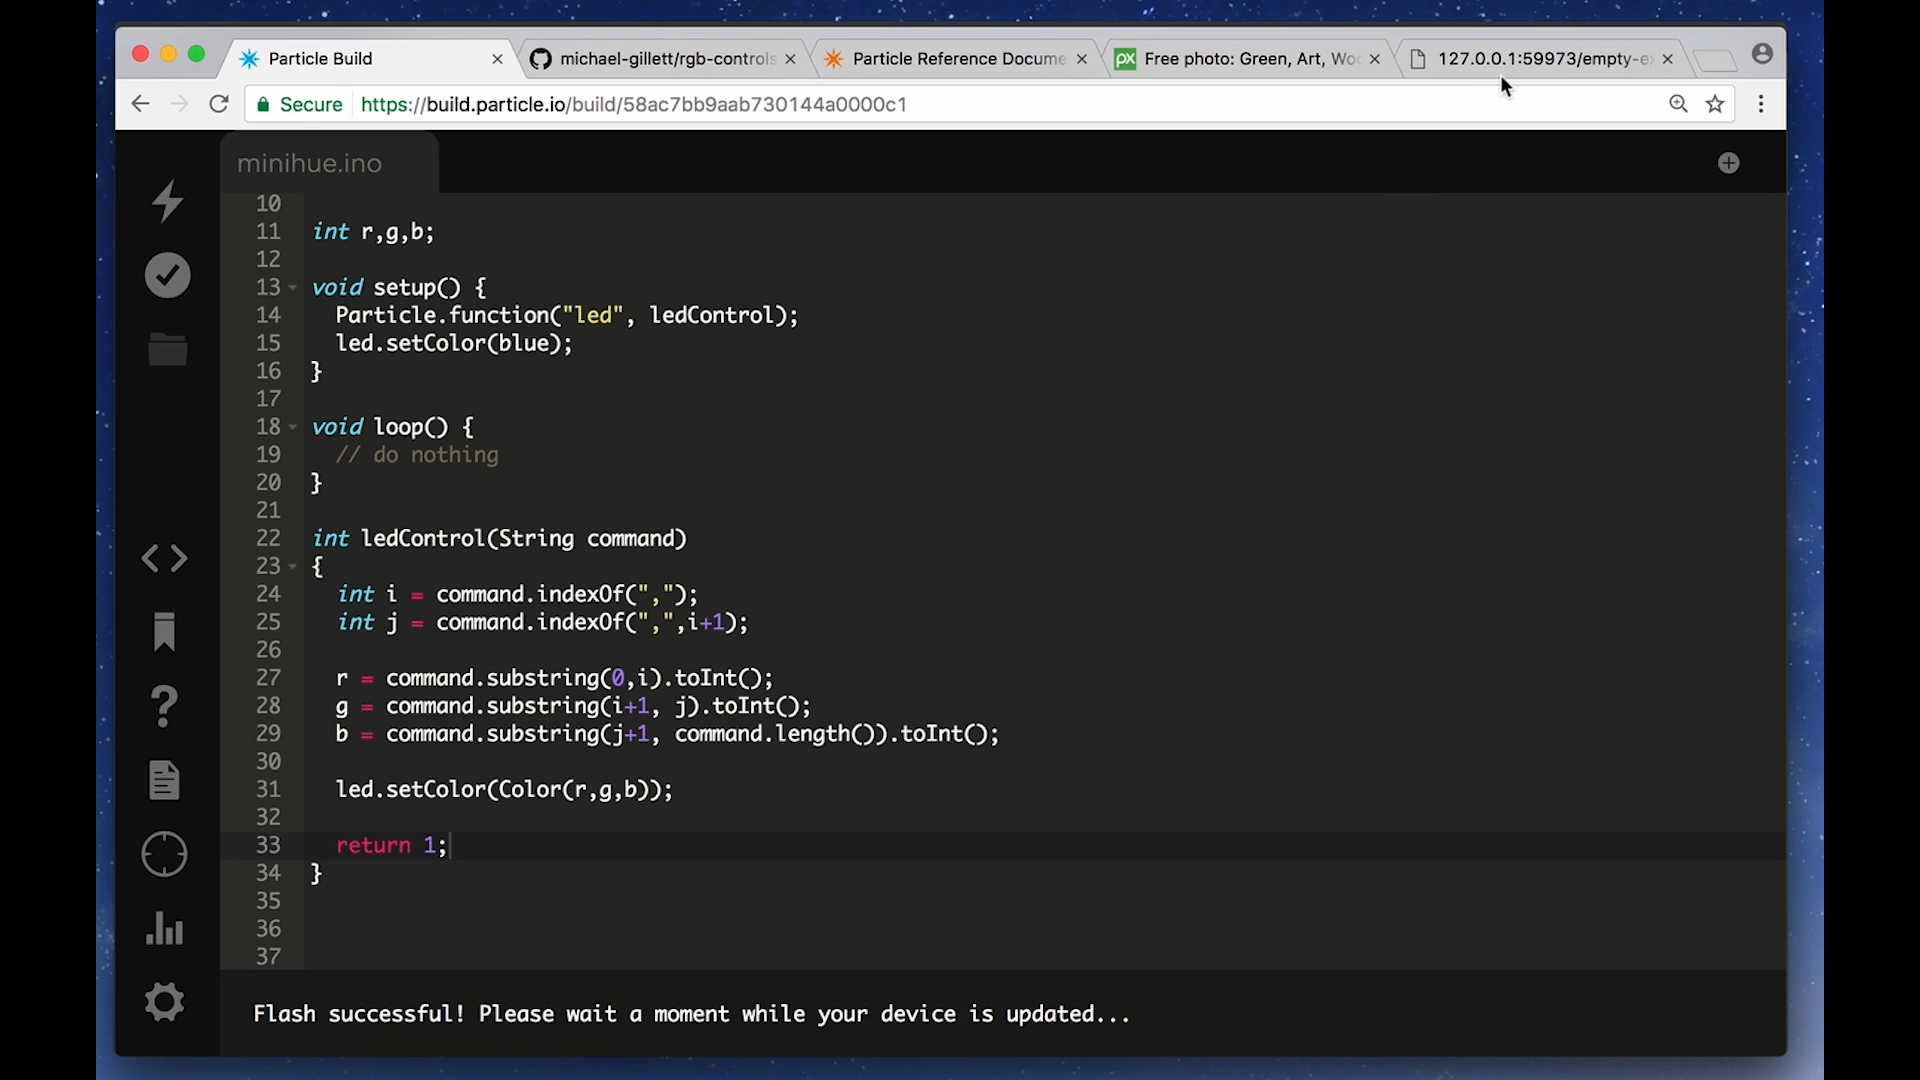 Particle Build
michael-gillett/rgb-controls
Particle Reference Docume
Free photo: Green, Art, Woo
127.0.0.1:59973/empty-e
Secure https://build.particle.io/build/58ac7bb9aab730144a0000c1
minihue.ino
10
11 int r,g,b;
12
13 void setup() {
14 Particle.function("led", ledControl);
15 led.setColor(blue);
16 }
17
18 void loop() {
19 // do nothing
20 }
21
22 int ledControl(String command)
23 {
24 int i = command.indexOf(",");
25 int j = command.indexOf(",",i+1);
26
27 r = command.substring(0,i).toInt();
28 g = command.substring(i+1, j).toInt();
29 b = command.substring(j+1, command.length()).toInt();
30
31 led.setColor(Color(r,g,b));
32
33 return 1;
34 }
35
36
37
Flash successful! Please wait a moment while your device is updated...